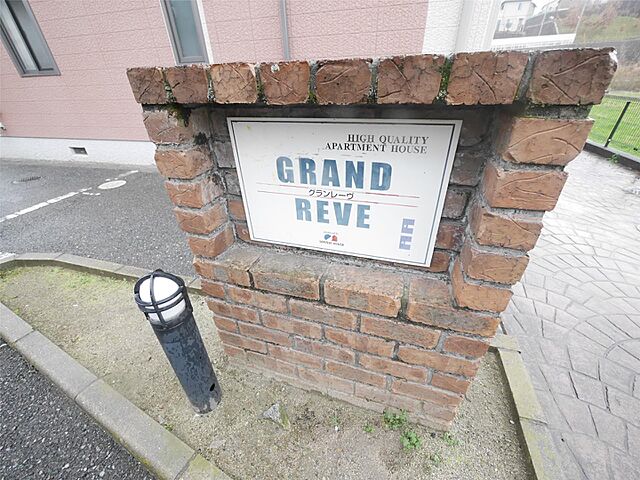 HIGH QUALITY
APARTMENT HOUSE
GRAND
グランレーヴ
REVE